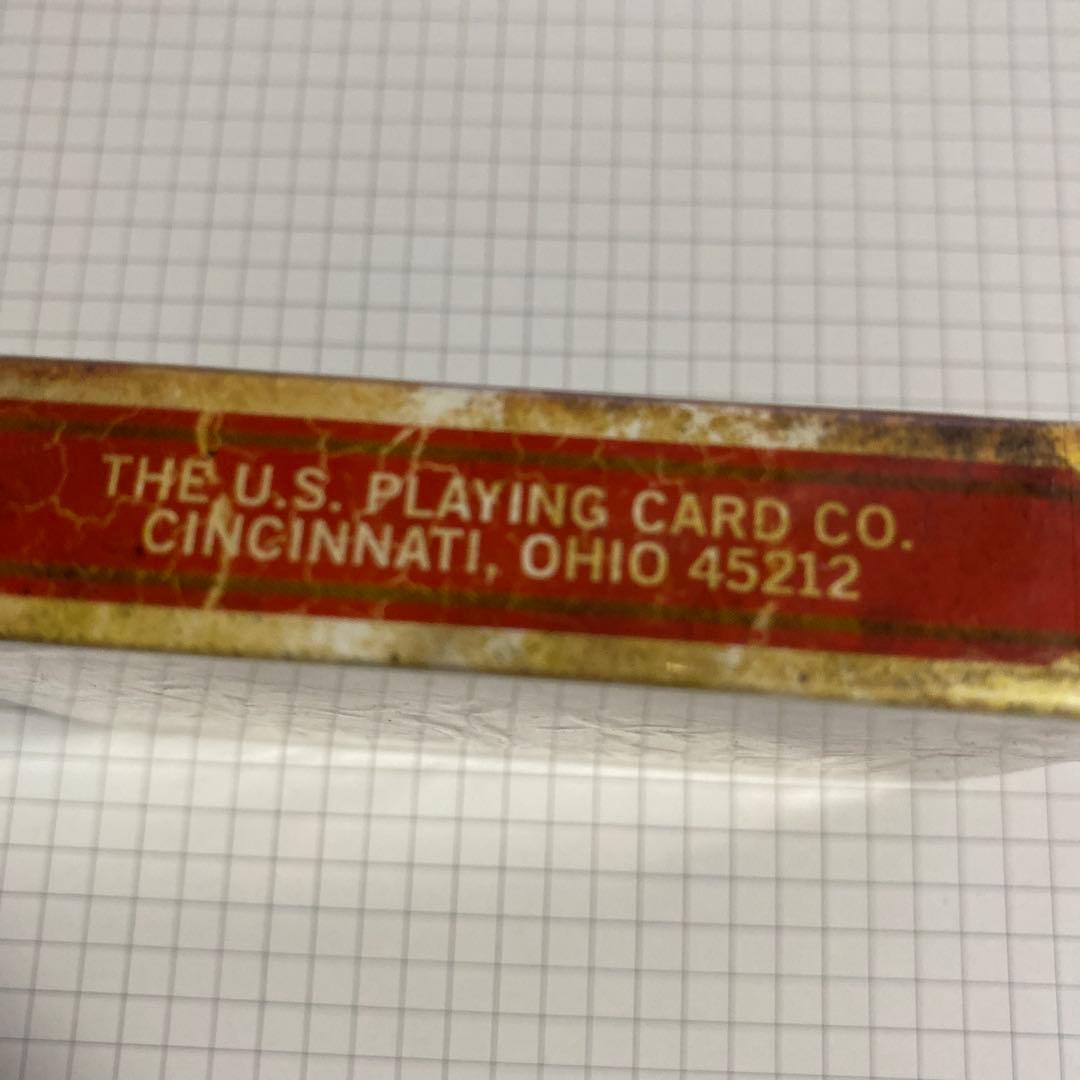 THE U.S. PLAYING CARD CO.
CINCINNATI, OHIO 45212